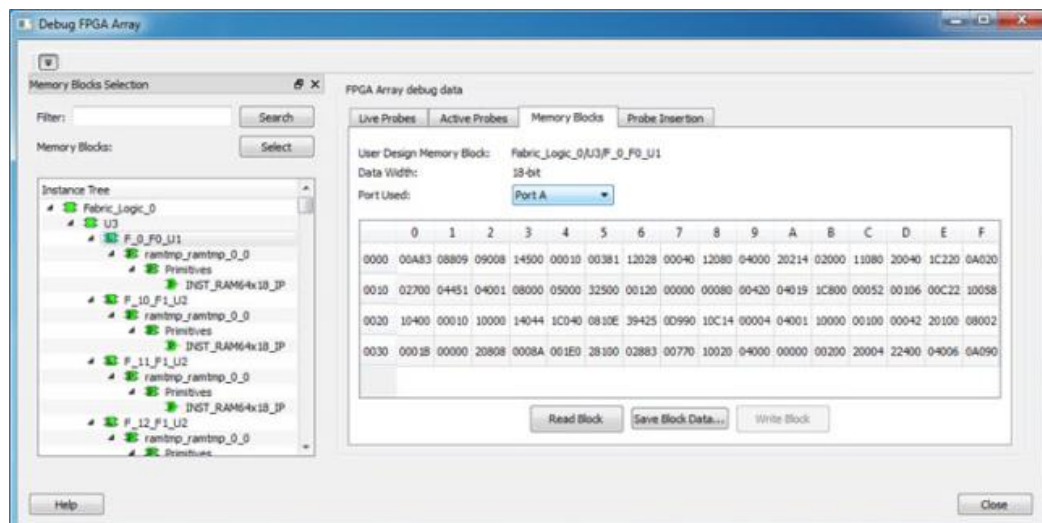 Debug FPGA Array
Memory Blocks Selection
Filter:
Search
Memory Blocks:
Select
Instance Tree
Fabric_Logic_0
U3
F_0_F0_U1
ramtmp_ramtmp_0_0
Primitives
INST_RAM64x18_IP
F_10_F1_U2
ramtmp_ramtmp_0_0
Primitives
INST_RAM64x18_IP
F_11_F1_U2
ramtmp_ramtmp_0_0
Primitives
INST_RAM64x18_IP
F_12_F1_U2
ramtmp_ramtmp_0_0
Primitives
FPGA Array debug data
Live Probes Active Probes Memory Blocks Probe Insertion
User Design Memory Block: Fabric_Logic_0/U3/F_0_F0_U1
Data Width: 18-bit
Port Used: Port A
0 1 2 3 4 5 6 7 8 9 A B C D E F
0000 00A83 08809 09008 14500 00010 00381 12028 00040 12080 04000 20214 02000 11080 20040 1C220 0A020
0010 02700 04451 04001 08000 05000 32500 00120 00000 00080 00420 04019 1C800 00052 00106 00C22 10058
0020 10400 00010 10000 14044 1C040 0810E 39425 0D990 10C14 00004 04001 10000 00100 00042 20100 08002
0030 0001B 00000 20808 0008A 001E0 28100 02883 00770 10020 04000 00000 00200 20004 22400 04006 0A090
Read Block Save Block Data... Write Block
Help Close